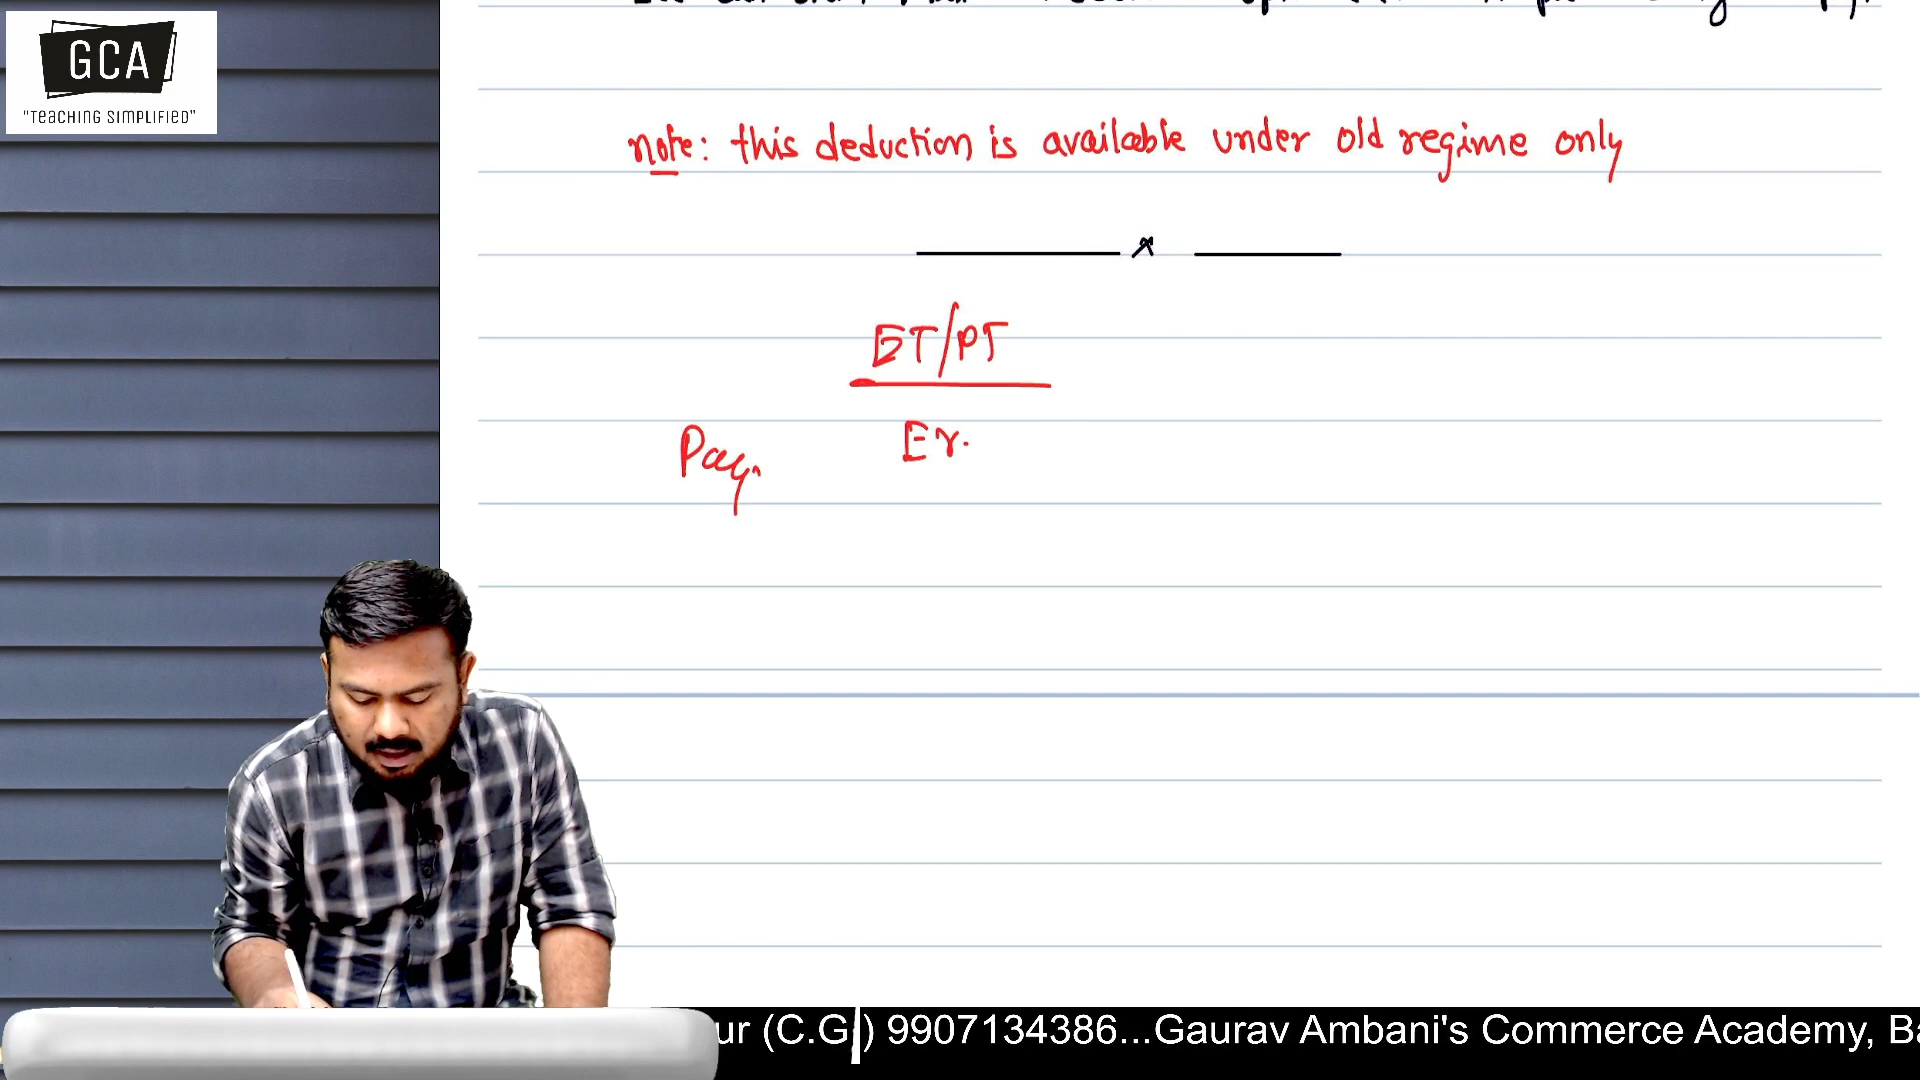 GCA
"TEACHING SIMPLIFIED"
note: this deduction is available under old regime only
x
ET/PT
Er.
Pay.
ur (C.G.) 9907134386...Gaurav Ambani's Commerce Academy, Ba